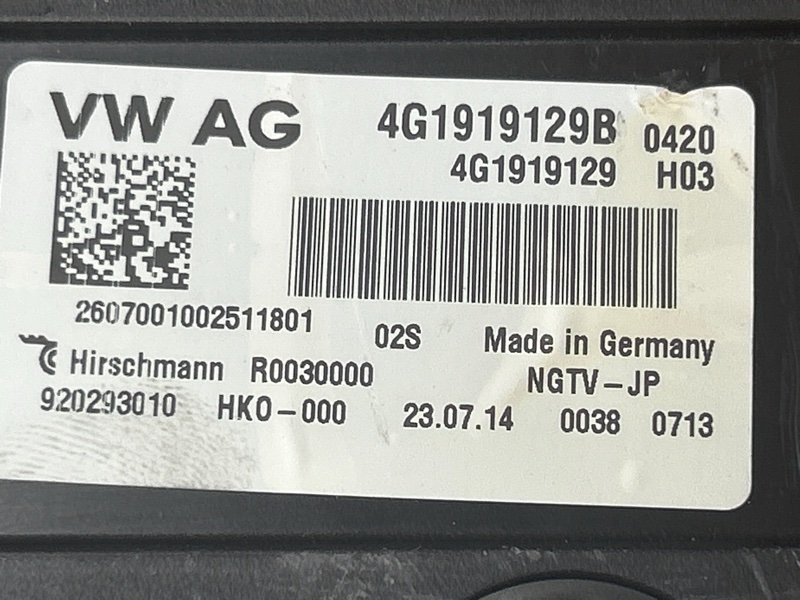 VW AG 4G1919129B 0420
4G1919129 H03
B
2607001002511801 02S Made in Germany
Hirschmann R0030000 NGTV-JP
920293010 HK0-000 23.07.14 0038 0713